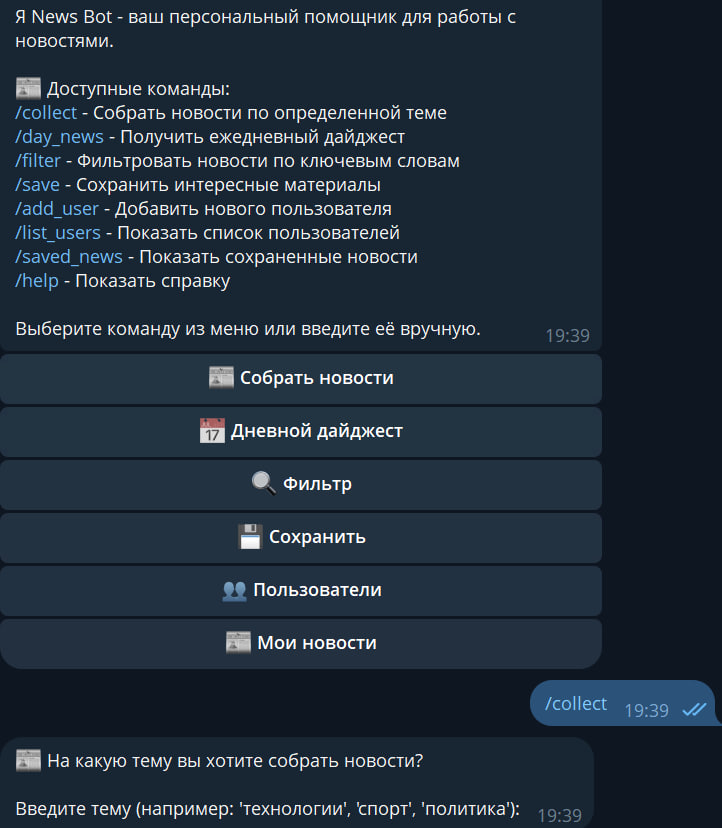 Я News Bot - ваш персональный помощник для работы с
новостями.
Доступные команды:
/collect - Собрать новости по определенной теме
/day_news - Получить ежедневный дайджест
/filter - Фильтровать новости по ключевым словам
/save - Сохранить интересные материалы
/add_user - Добавить нового пользователя
/list_users - Показать список пользователей
/saved_news - Показать сохраненные новости
/help - Показать справку
Выберите команду из меню или введите её вручную. 19:39
Собрать новости
17 Дневной дайджест
Фильтр
Сохранить
Пользователи
Мои новости
/collect 19:39
На какую тему вы хотите собрать новости?
Введите тему (например: 'технологии', 'спорт', 'политика'): 19:39